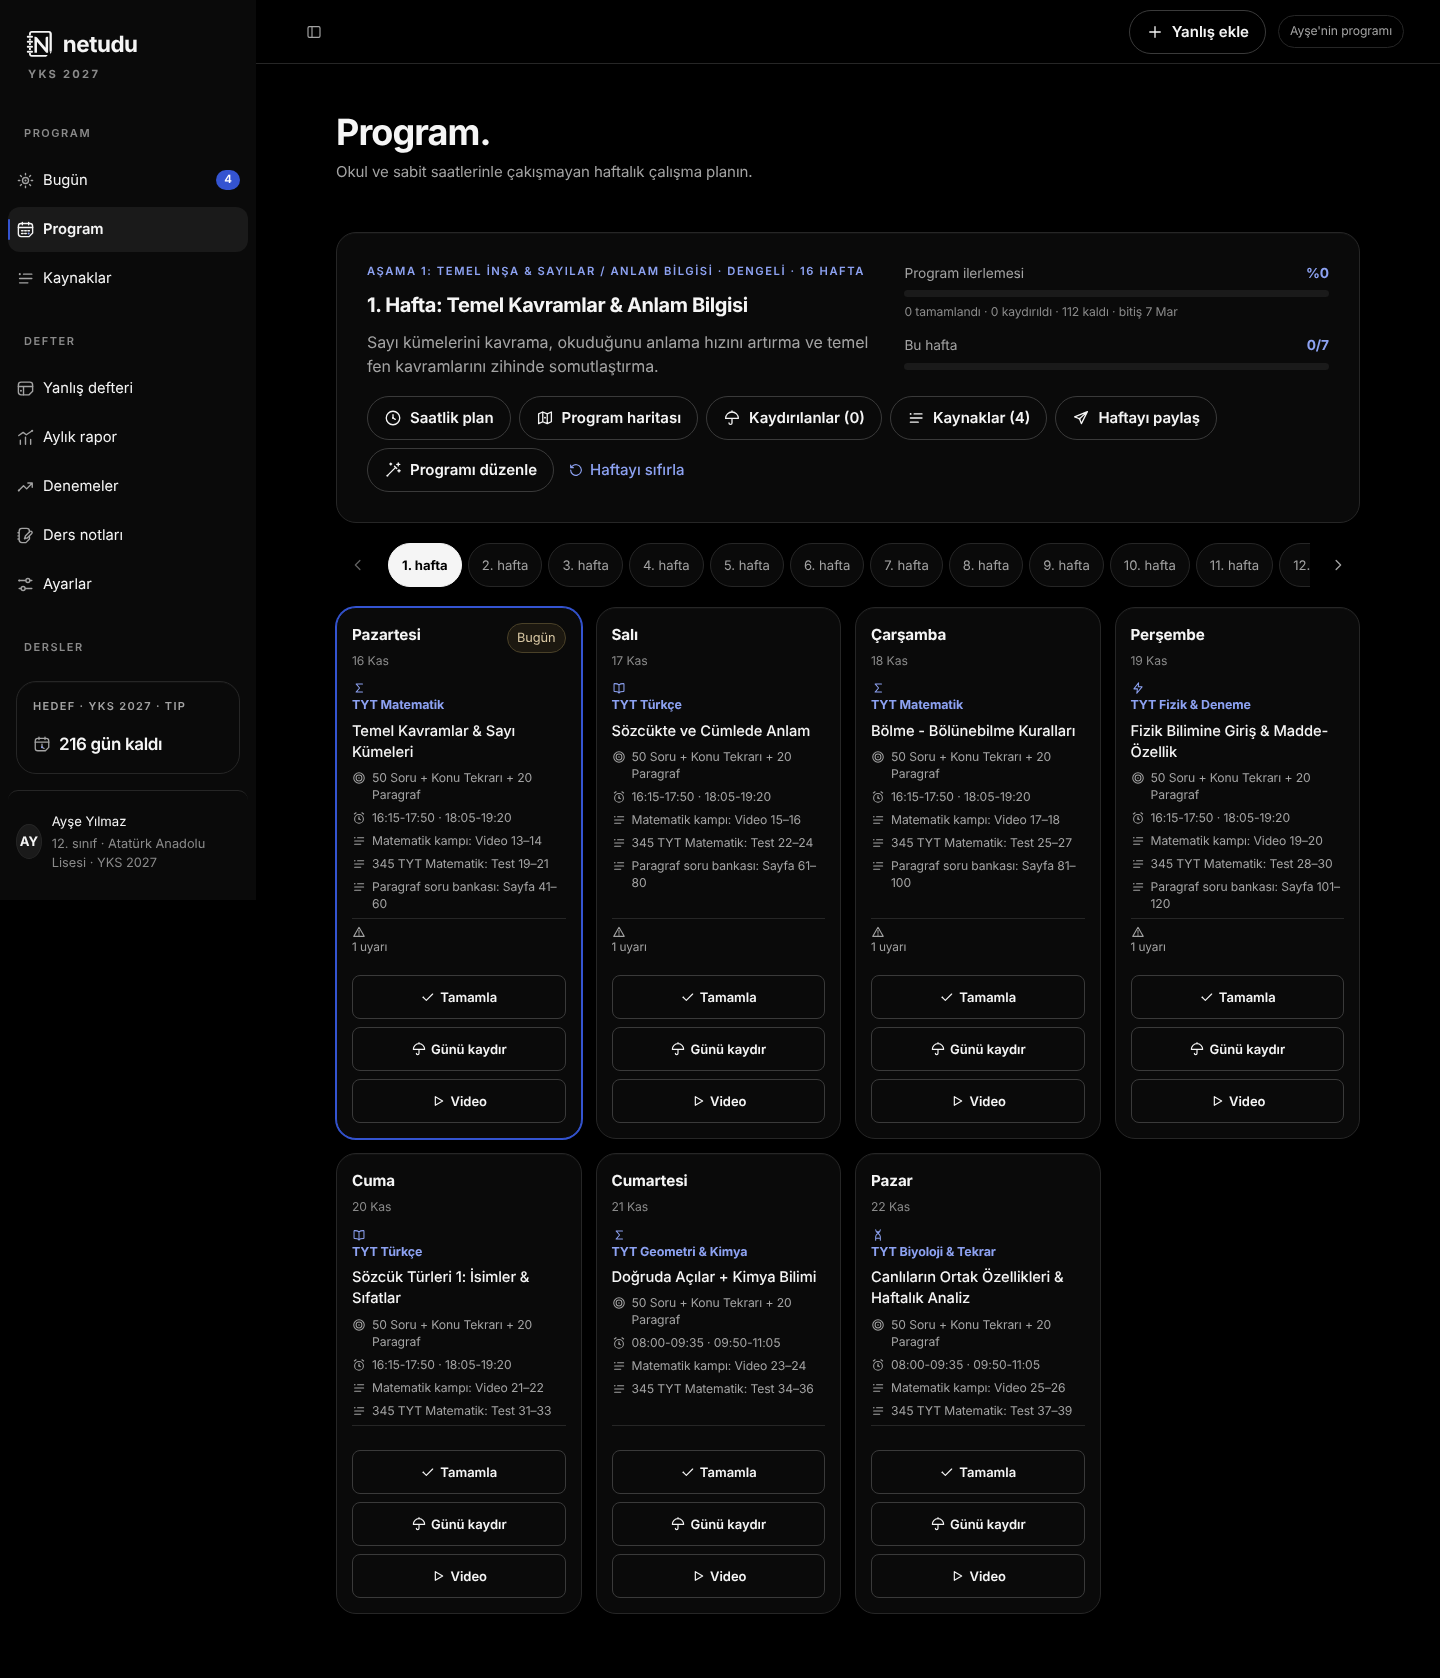 netudu
YKS 2027
PROGRAM
Bugün 4
Program
Kaynaklar
DEFTER
Yanlış defteri
Aylık rapor
Denemeler
Ders notları
Ayarlar
DERSLER
HEDEF · YKS 2027 · TIP
216 gün kaldı
AY
Ayşe Yılmaz
12. sınıf · Atatürk Anadolu
Lisesi · YKS 2027
Yanlış ekle
Ayşe'nin programı
Program.
Okul ve sabit saatlerinle çakışmayan haftalık çalışma planın.
AŞAMA 1: TEMEL İNŞA & SAYILAR / ANLAM BİLGİSİ · DENGELİ · 16 HAFTA
1. Hafta: Temel Kavramlar & Anlam Bilgisi
Sayı kümelerini kavrama, okuduğunu anlama hızını artırma ve temel
fen kavramlarını zihinde somutlaştırma.
Program ilerlemesi %0
0 tamamlandı · 0 kaydırıldı · 112 kaldı · bitiş 7 Mar
Bu hafta 0/7
Saatlik plan
Program haritası
Kaydırılanlar (0)
Kaynaklar (4)
Haftayı paylaş
Programı düzenle
Haftayı sıfırla
1. hafta
2. hafta
3. hafta
4. hafta
5. hafta
6. hafta
7. hafta
8. hafta
9. hafta
10. hafta
11. hafta
12.
Pazartesi
Bugün
16 Kas
TYT Matematik
Temel Kavramlar & Sayı
Kümeleri
50 Soru + Konu Tekrarı + 20
Paragraf
16:15-17:50 · 18:05-19:20
Matematik kampı: Video 13–14
345 TYT Matematik: Test 19–21
Paragraf soru bankası: Sayfa 41–
60
1 uyarı
Tamamla
Günü kaydır
Video
Salı
17 Kas
TYT Türkçe
Sözcükte ve Cümlede Anlam
50 Soru + Konu Tekrarı + 20
Paragraf
16:15-17:50 · 18:05-19:20
Matematik kampı: Video 15–16
345 TYT Matematik: Test 22–24
Paragraf soru bankası: Sayfa 61–
80
1 uyarı
Tamamla
Günü kaydır
Video
Çarşamba
18 Kas
TYT Matematik
Bölme - Bölünebilme Kuralları
50 Soru + Konu Tekrarı + 20
Paragraf
16:15-17:50 · 18:05-19:20
Matematik kampı: Video 17–18
345 TYT Matematik: Test 25–27
Paragraf soru bankası: Sayfa 81–
100
1 uyarı
Tamamla
Günü kaydır
Video
Perşembe
19 Kas
TYT Fizik & Deneme
Fizik Bilimine Giriş & Madde-
Özellik
50 Soru + Konu Tekrarı + 20
Paragraf
16:15-17:50 · 18:05-19:20
Matematik kampı: Video 19–20
345 TYT Matematik: Test 28–30
Paragraf soru bankası: Sayfa 101–
120
1 uyarı
Tamamla
Günü kaydır
Video
Cuma
20 Kas
TYT Türkçe
Sözcük Türleri 1: İsimler &
Sıfatlar
50 Soru + Konu Tekrarı + 20
Paragraf
16:15-17:50 · 18:05-19:20
Matematik kampı: Video 21–22
345 TYT Matematik: Test 31–33
Tamamla
Günü kaydır
Video
Cumartesi
21 Kas
TYT Geometri & Kimya
Doğruda Açılar + Kimya Bilimi
50 Soru + Konu Tekrarı + 20
Paragraf
08:00-09:35 · 09:50-11:05
Matematik kampı: Video 23–24
345 TYT Matematik: Test 34–36
Tamamla
Günü kaydır
Video
Pazar
22 Kas
TYT Biyoloji & Tekrar
Canlıların Ortak Özellikleri &
Haftalık Analiz
50 Soru + Konu Tekrarı + 20
Paragraf
08:00-09:35 · 09:50-11:05
Matematik kampı: Video 25–26
345 TYT Matematik: Test 37–39
Tamamla
Günü kaydır
Video